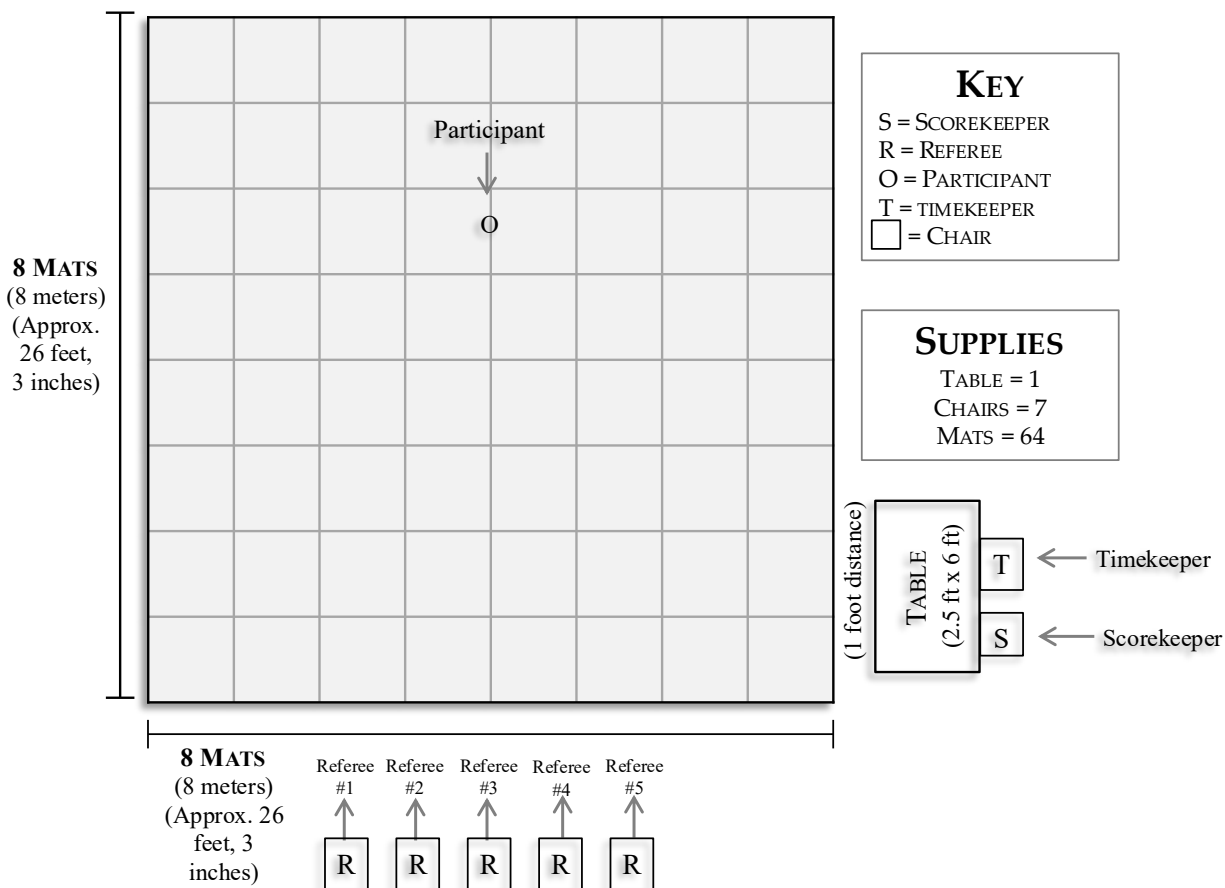 Participant
O
8 MATS
(8 meters)
(Approx.
26 feet,
3 inches)
KEY
S = SCOREKEEPER
R = REFEREE
O = PARTICIPANT
T = TIMEKEEPER
= CHAIR
SUPPLIES
TABLE = 1
CHAIRS = 7
MATS = 64
(1 foot distance)
TABLE
(2.5 ft x 6 ft)
T
Timekeeper
S
Scorekeeper
8 MATS
(8 meters)
(Approx. 26
feet, 3
inches)
Referee
#1
Referee
#2
Referee
#3
Referee
#4
Referee
#5
R
R
R
R
R